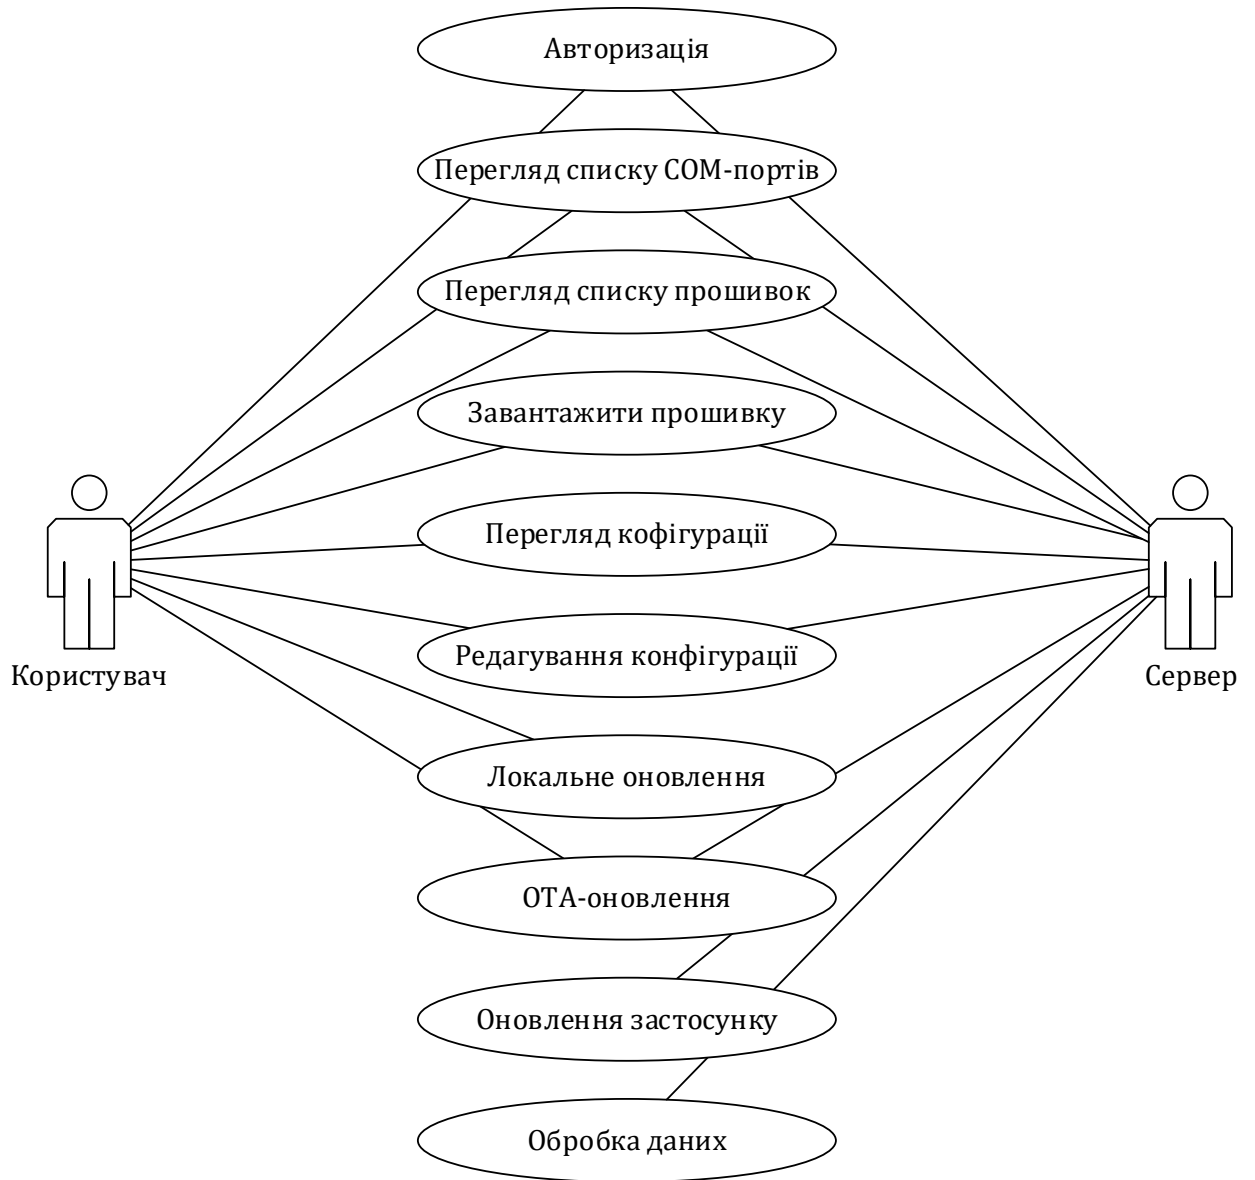 Авторизація
Перегляд списку COM-портів
Перегляд списку прошивок
Завантажити прошивку
Перегляд кофігурації
Редагування конфігурації
Користувач
Сервер
Локальне оновлення
OTA-оновлення
Оновлення застосунку
Обробка даних